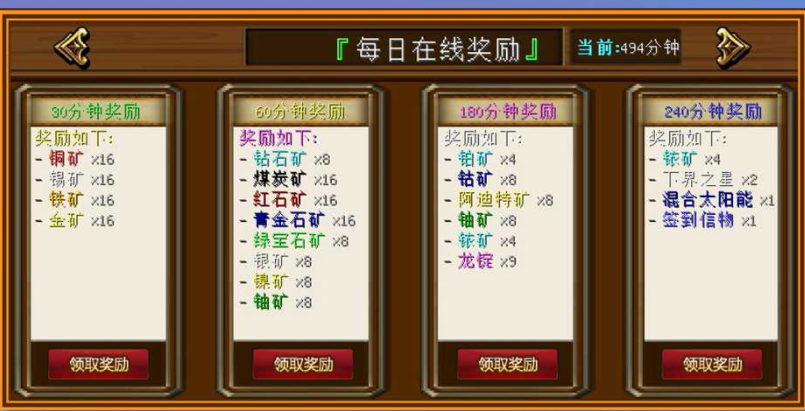 『每日在线奖励』
当前:494分钟
30分钟奖励
奖励如下:
- 铜矿 x16
- 锡矿 x16
- 铁矿 x16
- 金矿 x16
领取奖励
60分钟奖励
奖励如下:
- 钻石矿 x8
- 煤炭矿 x16
- 红石矿 x16
- 青金石矿 x16
- 绿宝石矿 x8
- 银矿 x8
- 镍矿 x8
- 铀矿 x8
领取奖励
180分钟奖励
奖励如下:
- 铂矿 x4
- 钴矿 x8
- 阿迪特矿 x8
- 铀矿 x8
- 铱矿 x4
- 龙锭 x9
领取奖励
240分钟奖励
奖励如下:
- 铱矿 x4
- 下界之星 x2
- 混合太阳能 x1
- 签到信物 x1
领取奖励